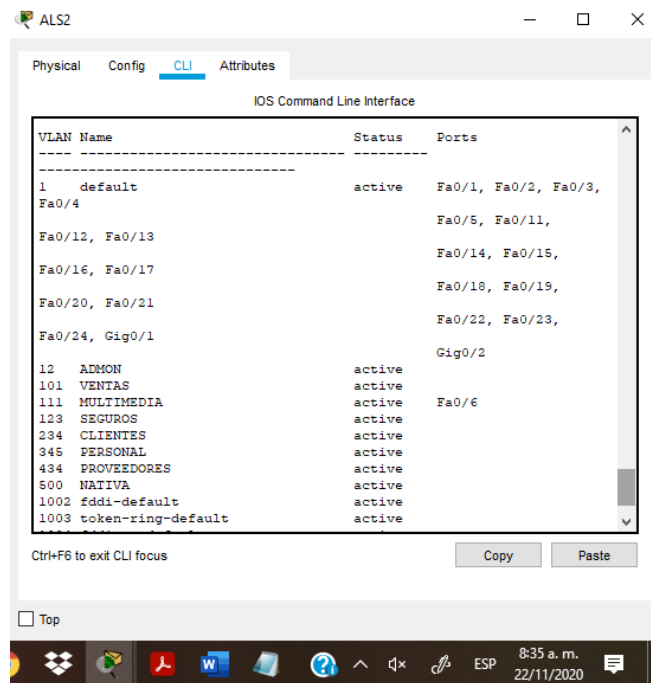 ALS2
Physical Config CLI Attributes
IOS Command Line Interface
VLAN Name Status Ports
---- -------------------------------- --------- -------------------------------
1 default active Fa0/1, Fa0/2, Fa0/3,
Fa0/4
Fa0/5, Fa0/11,
Fa0/12, Fa0/13
Fa0/14, Fa0/15,
Fa0/16, Fa0/17
Fa0/18, Fa0/19,
Fa0/20, Fa0/21
Fa0/22, Fa0/23,
Fa0/24, Gig0/1
Gig0/2
12 ADMON active
101 VENTAS active
111 MULTIMEDIA active Fa0/6
123 SEGUROS active
234 CLIENTES active
345 PERSONAL active
434 PROVEEDORES active
500 NATIVA active
1002 fddi-default active
1003 token-ring-default active
Ctrl+F6 to exit CLI focus
Copy Paste
Top
ESP
8:35 a. m.
22/11/2020